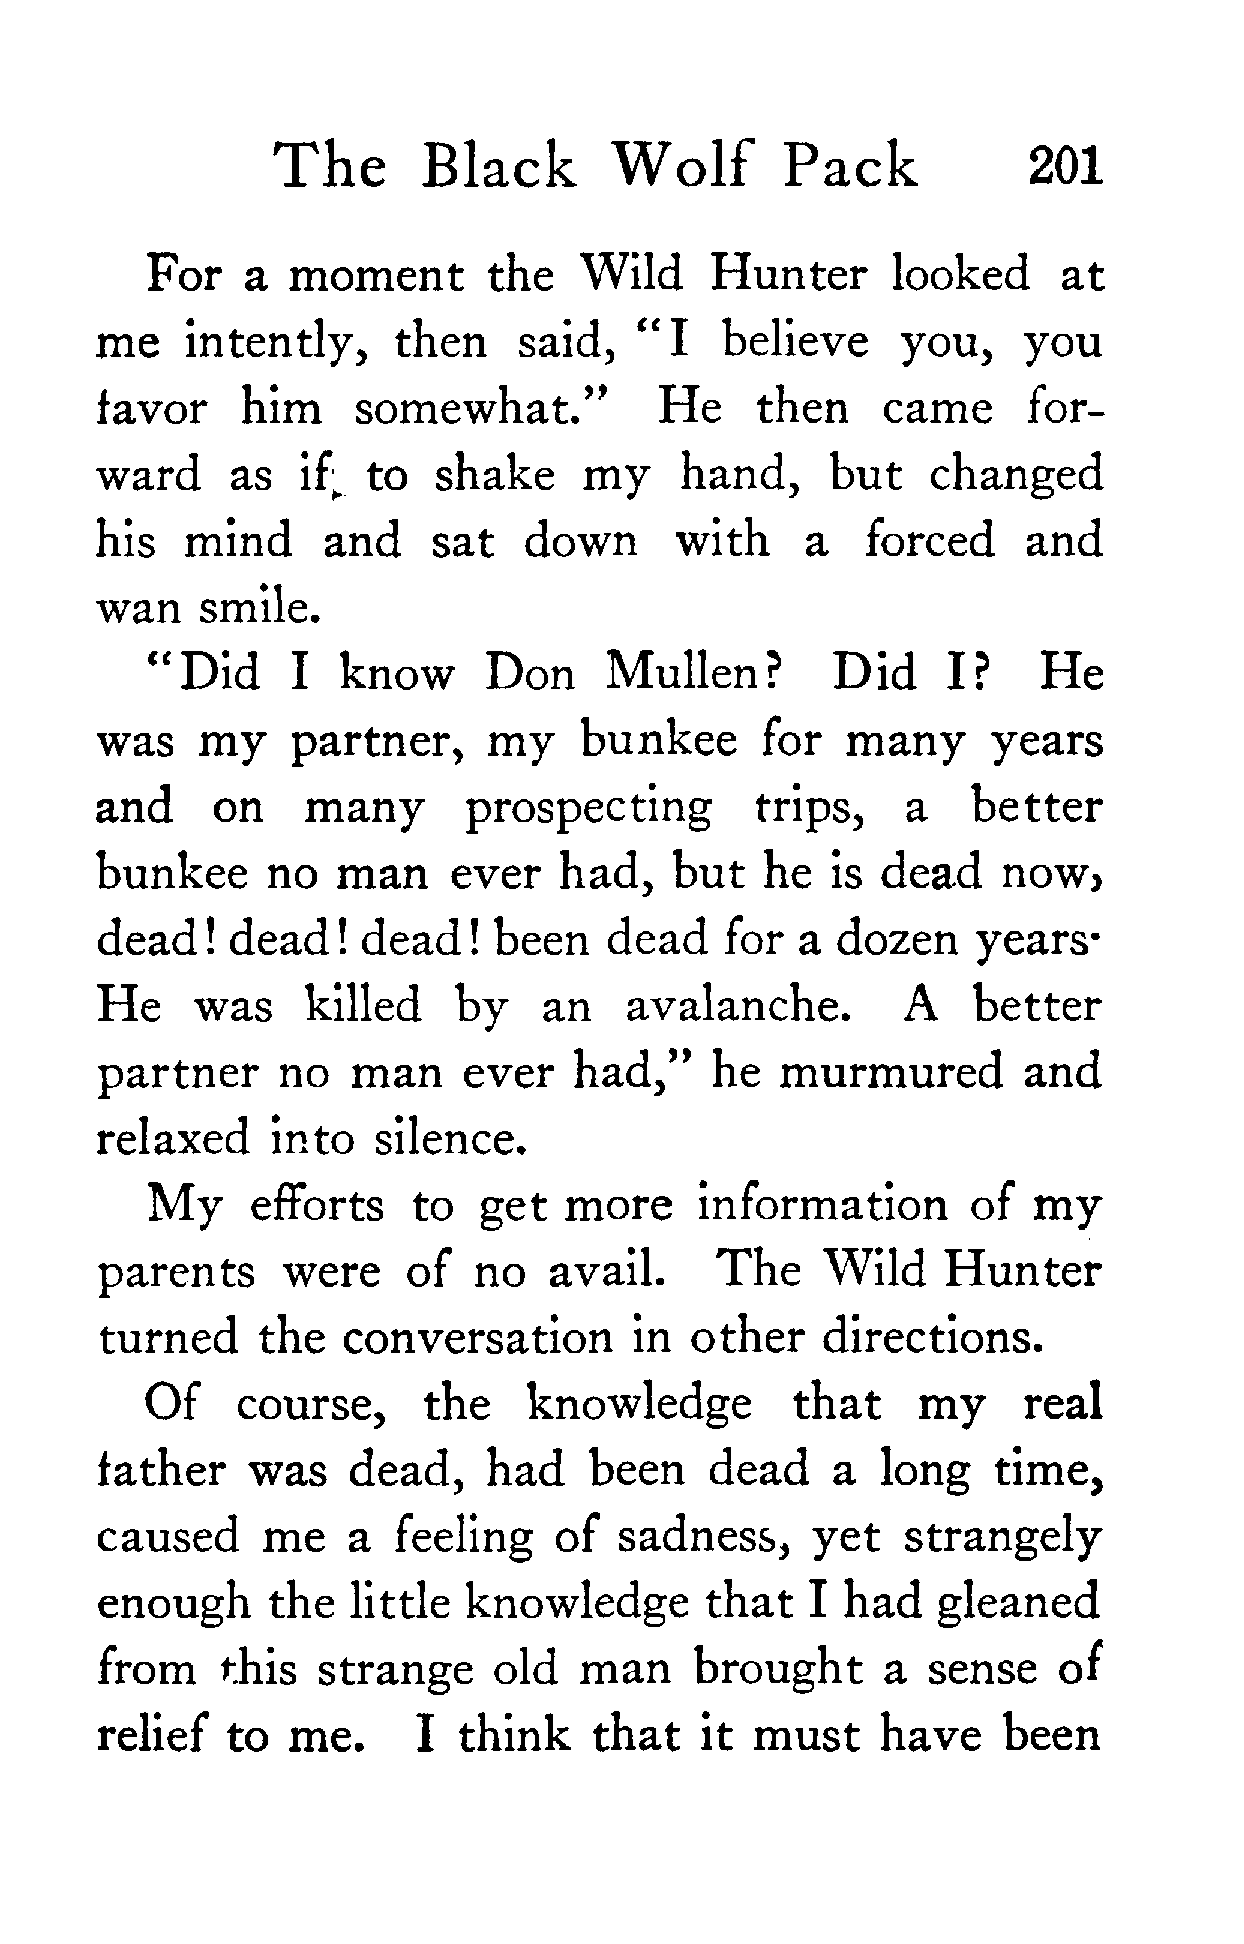 The Black Wolf Pack 201
For a moment the Wild Hunter looked at
me intently, then said, "I believe you, you
favor him somewhat." He then came for-
ward as if to shake my hand, but changed
his mind and sat down with a forced and
wan smile.
"Did I know Don Mullen? Did I? He
was my partner, my bunkee for many years
and on many prospecting trips, a better
bunkee no man ever had, but he is dead now,
dead! dead! dead! been dead for a dozen years.
He was killed by an avalanche. A better
partner no man ever had," he murmured and
relaxed into silence.
My efforts to get more information of my
parents were of no avail. The Wild Hunter
turned the conversation in other directions.
Of course, the knowledge that my real
father was dead, had been dead a long time,
caused me a feeling of sadness, yet strangely
enough the little knowledge that I had gleaned
from this strange old man brought a sense of
relief to me. I think that it must have been